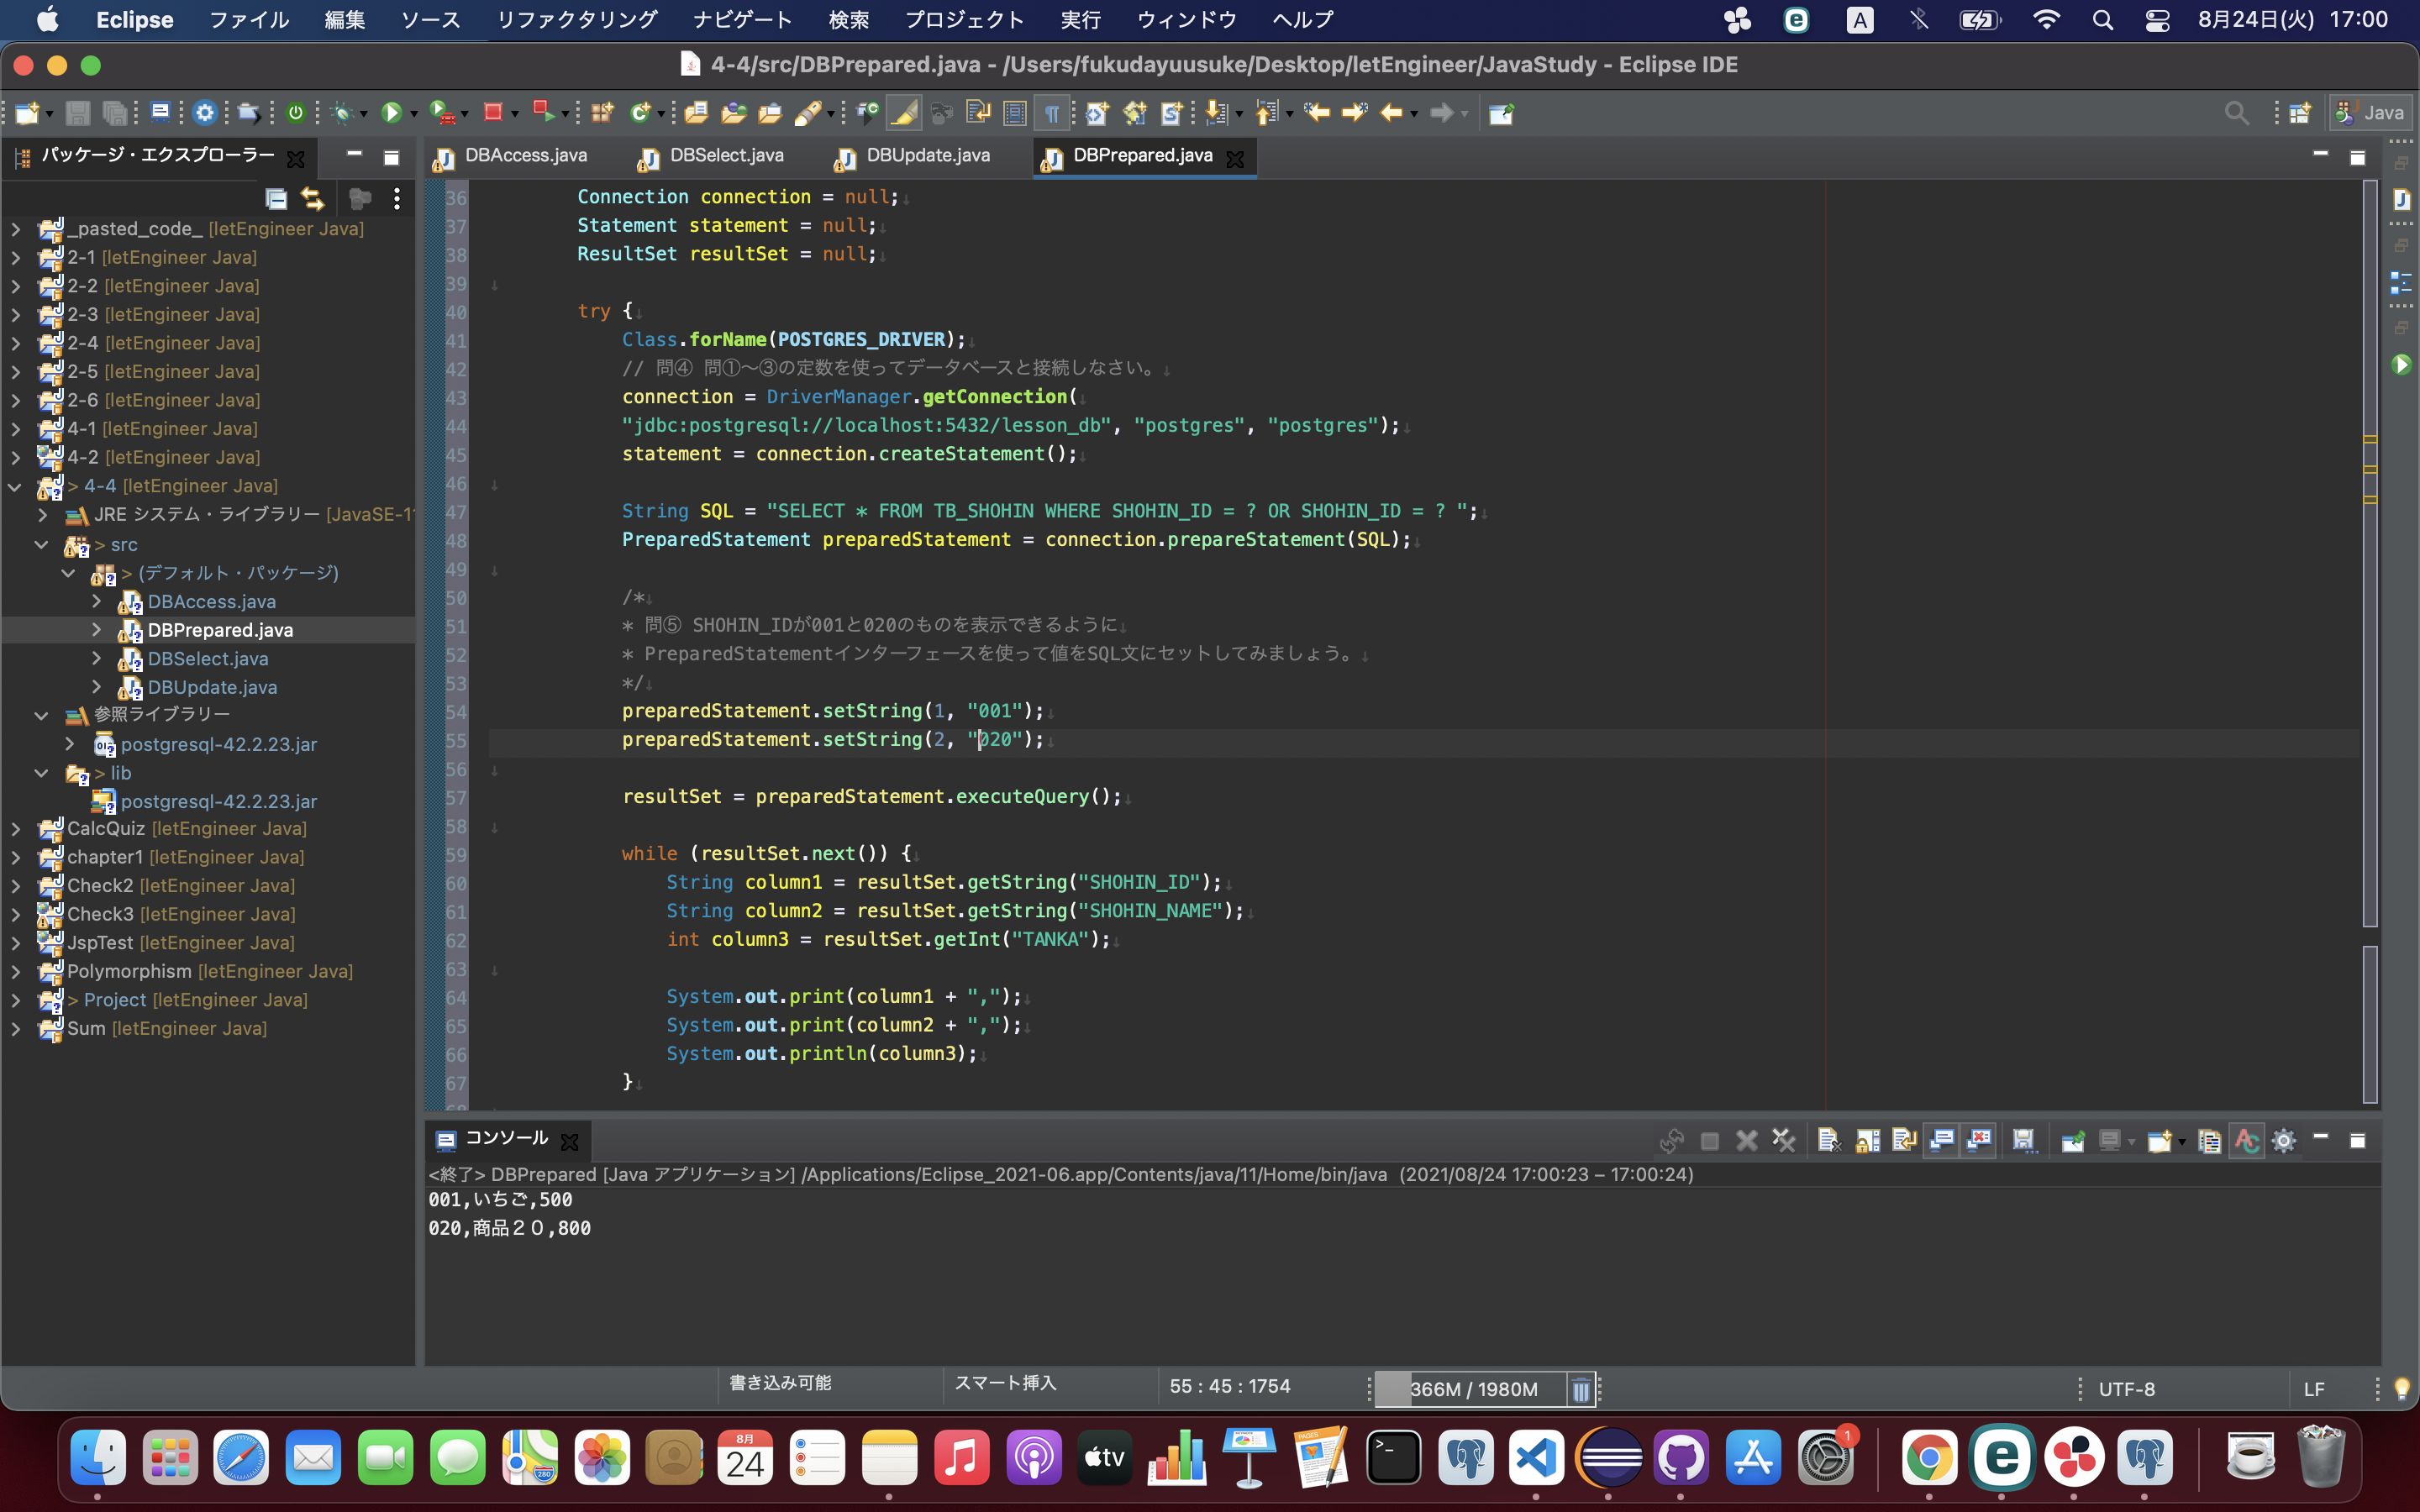 Eclipse ファイル 編集 ソース リファクタリング ナビゲート 検索 プロジェクト 実行 ウィンドウ ヘルプ A 8月24日(火) 17:00
4-4/src/DBPrepared.java - /Users/fukudayuusuke/Desktop/letEngineer/JavaStudy - Eclipse IDE
Java
パッケージ・エクスプローラー
_pasted_code_ [letEngineer Java]
2-1 [letEngineer Java]
2-2 [letEngineer Java]
2-3 [letEngineer Java]
2-4 [letEngineer Java]
2-5 [letEngineer Java]
2-6 [letEngineer Java]
4-1 [letEngineer Java]
4-2 [letEngineer Java]
> 4-4 [letEngineer Java]
JRE システム・ライブラリー [JavaSE-11
> src
> (デフォルト・パッケージ)
DBAccess.java
DBPrepared.java
DBSelect.java
DBUpdate.java
参照ライブラリー
postgresql-42.2.23.jar
> lib
postgresql-42.2.23.jar
CalcQuiz [letEngineer Java]
chapter1 [letEngineer Java]
Check2 [letEngineer Java]
Check3 [letEngineer Java]
JspTest [letEngineer Java]
Polymorphism [letEngineer Java]
> Project [letEngineer Java]
Sum [letEngineer Java]
DBAccess.java DBSelect.java DBUpdate.java DBPrepared.java
36 Connection connection = null;
37 Statement statement = null;
38 ResultSet resultSet = null;
39
40 try {
41 Class.forName(POSTGRES_DRIVER);
42 // 問④ 問①〜③の定数を使ってデータベースと接続しなさい。
43 connection = DriverManager.getConnection(
44 "jdbc:postgresql://localhost:5432/lesson_db", "postgres", "postgres");
45 statement = connection.createStatement();
46
47 String SQL = "SELECT * FROM TB_SHOHIN WHERE SHOHIN_ID = ? OR SHOHIN_ID = ? ";
48 PreparedStatement preparedStatement = connection.prepareStatement(SQL);
49
50 /*
51 * 問⑤ SHOHIN_IDが001と020のものを表示できるように
52 * PreparedStatementインターフェースを使って値をSQL文にセットしてみましょう。
53 */
54 preparedStatement.setString(1, "001");
55 preparedStatement.setString(2, "020");
56
57 resultSet = preparedStatement.executeQuery();
58
59 while (resultSet.next()) {
60 String column1 = resultSet.getString("SHOHIN_ID");
61 String column2 = resultSet.getString("SHOHIN_NAME");
62 int column3 = resultSet.getInt("TANKA");
63
64 System.out.print(column1 + ",");
65 System.out.print(column2 + ",");
66 System.out.println(column3);
67 }
コンソール
<終了> DBPrepared [Java アプリケーション] /Applications/Eclipse_2021-06.app/Contents/java/11/Home/bin/java (2021/08/24 17:00:23 – 17:00:24)
001,いちご,500
020,商品２０,800
書き込み可能 スマート挿入 55 : 45 : 1754 366M / 1980M UTF-8 LF
8月
24
280
tv
1